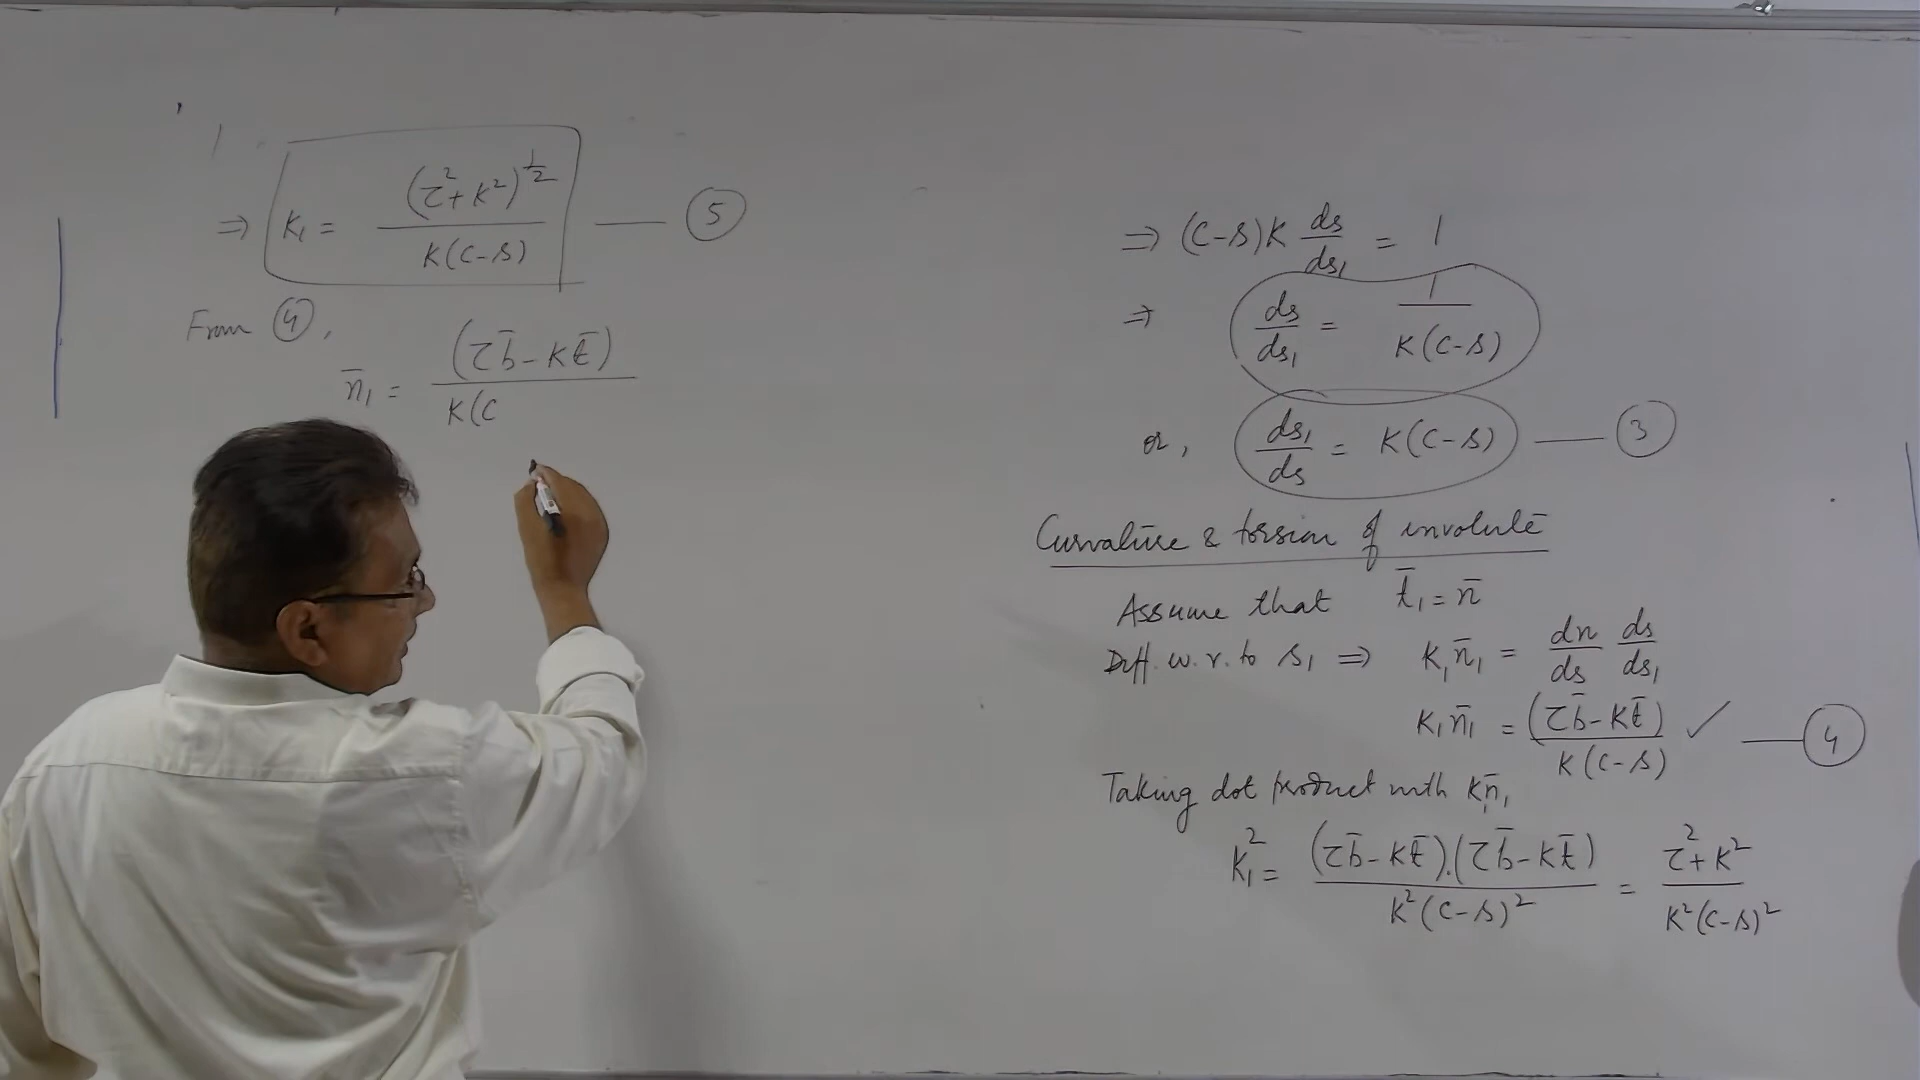 ⇒ K₁ = (τ² + K²)^½ / K(C-s) — ⑤
From ④,
n̄₁ = (τb̄ - Kt̄) / K(C
⇒ (C-s)K ds/ds₁ = 1
⇒ ds/ds₁ = 1 / K(C-s)
or, ds₁/ds = K(C-s) — ③
Curvature & torsion of involute
Assume that t̄₁ = n̄
Diff. w.r. to s₁ ⇒ K₁n̄₁ = dn/ds ds/ds₁
K₁n̄₁ = (τb̄ - Kt̄) / K(C-s) ✓ — ④
Taking dot product with K₁n̄₁
K₁² = (τb̄ - Kt̄).(τb̄ - Kt̄) / K²(C-s)² = τ² + K² / K²(C-s)²